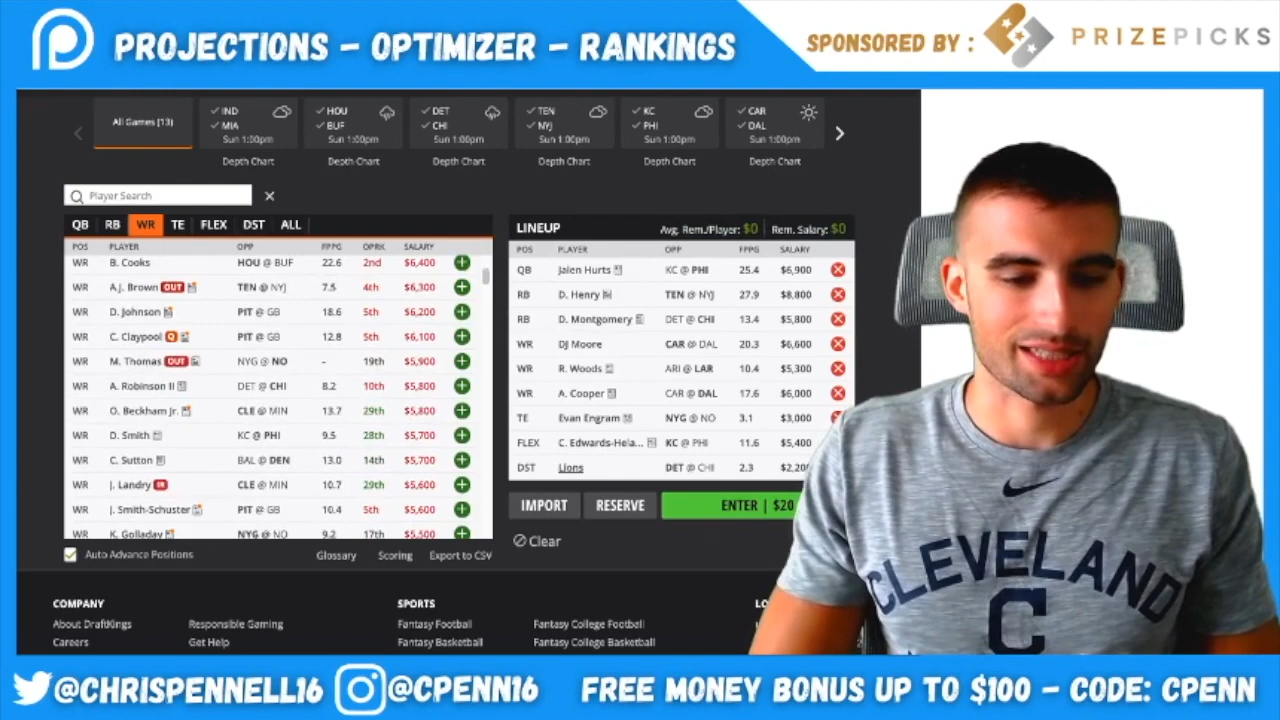 PROJECTIONS - OPTIMIZER - RANKINGS
SPONSORED BY : PRIZEPICKS
All Games (13)
IND MIA Sun 1:00pm Depth Chart
HOU BUF Sun 1:00pm Depth Chart
DET CHI Sun 1:00pm Depth Chart
TEN NYJ Sun 1:00pm Depth Chart
KC PHI Sun 1:00pm Depth Chart
CAR DAL Sun 1:00pm Depth Chart
Player Search
QB RB WR TE FLEX DST ALL
POS PLAYER OPP FPPG OPRK SALARY
WR B. Cooks HOU @ BUF 22.6 2nd $6,400
WR A.J. Brown OUT TEN @ NYJ 7.5 4th $6,300
WR D. Johnson PIT @ GB 18.6 5th $6,200
WR C. Claypool Q PIT @ GB 12.8 5th $6,100
WR M. Thomas OUT NYG @ NO - 19th $5,900
WR A. Robinson II DET @ CHI 8.2 10th $5,800
WR O. Beckham Jr. CLE @ MIN 13.7 29th $5,800
WR D. Smith KC @ PHI 9.5 28th $5,700
WR C. Sutton BAL @ DEN 13.0 14th $5,700
WR J. Landry IR CLE @ MIN 10.7 29th $5,600
WR J. Smith-Schuster PIT @ GB 10.4 5th $5,600
WR K. Golladay NYG @ NO 9.2 17th $5,500
Auto Advance Positions
Glossary Scoring Export to CSV
LINEUP Avg. Rem./Player: $0 Rem. Salary: $0
POS PLAYER OPP FPPG SALARY
QB Jalen Hurts KC @ PHI 25.4 $6,900
RB D. Henry TEN @ NYJ 27.9 $8,800
RB D. Montgomery DET @ CHI 13.4 $5,800
WR DJ Moore CAR @ DAL 20.3 $6,600
WR R. Woods ARI @ LAR 10.4 $5,300
WR A. Cooper CAR @ DAL 17.6 $6,000
TE Evan Engram NYG @ NO 3.1 $3,000
FLEX C. Edwards-Hela... KC @ PHI 11.6 $5,400
DST Lions DET @ CHI 2.3 $2,20
IMPORT RESERVE ENTER | $20
Clear
COMPANY
About DraftKings Responsible Gaming
Careers Get Help
SPORTS
Fantasy Football Fantasy College Football
Fantasy Basketball Fantasy College Basketball
LO
CLEVELAND
C
@CHRISPENNELL16 @CPENN16 FREE MONEY BONUS UP TO $100 - CODE: CPENN